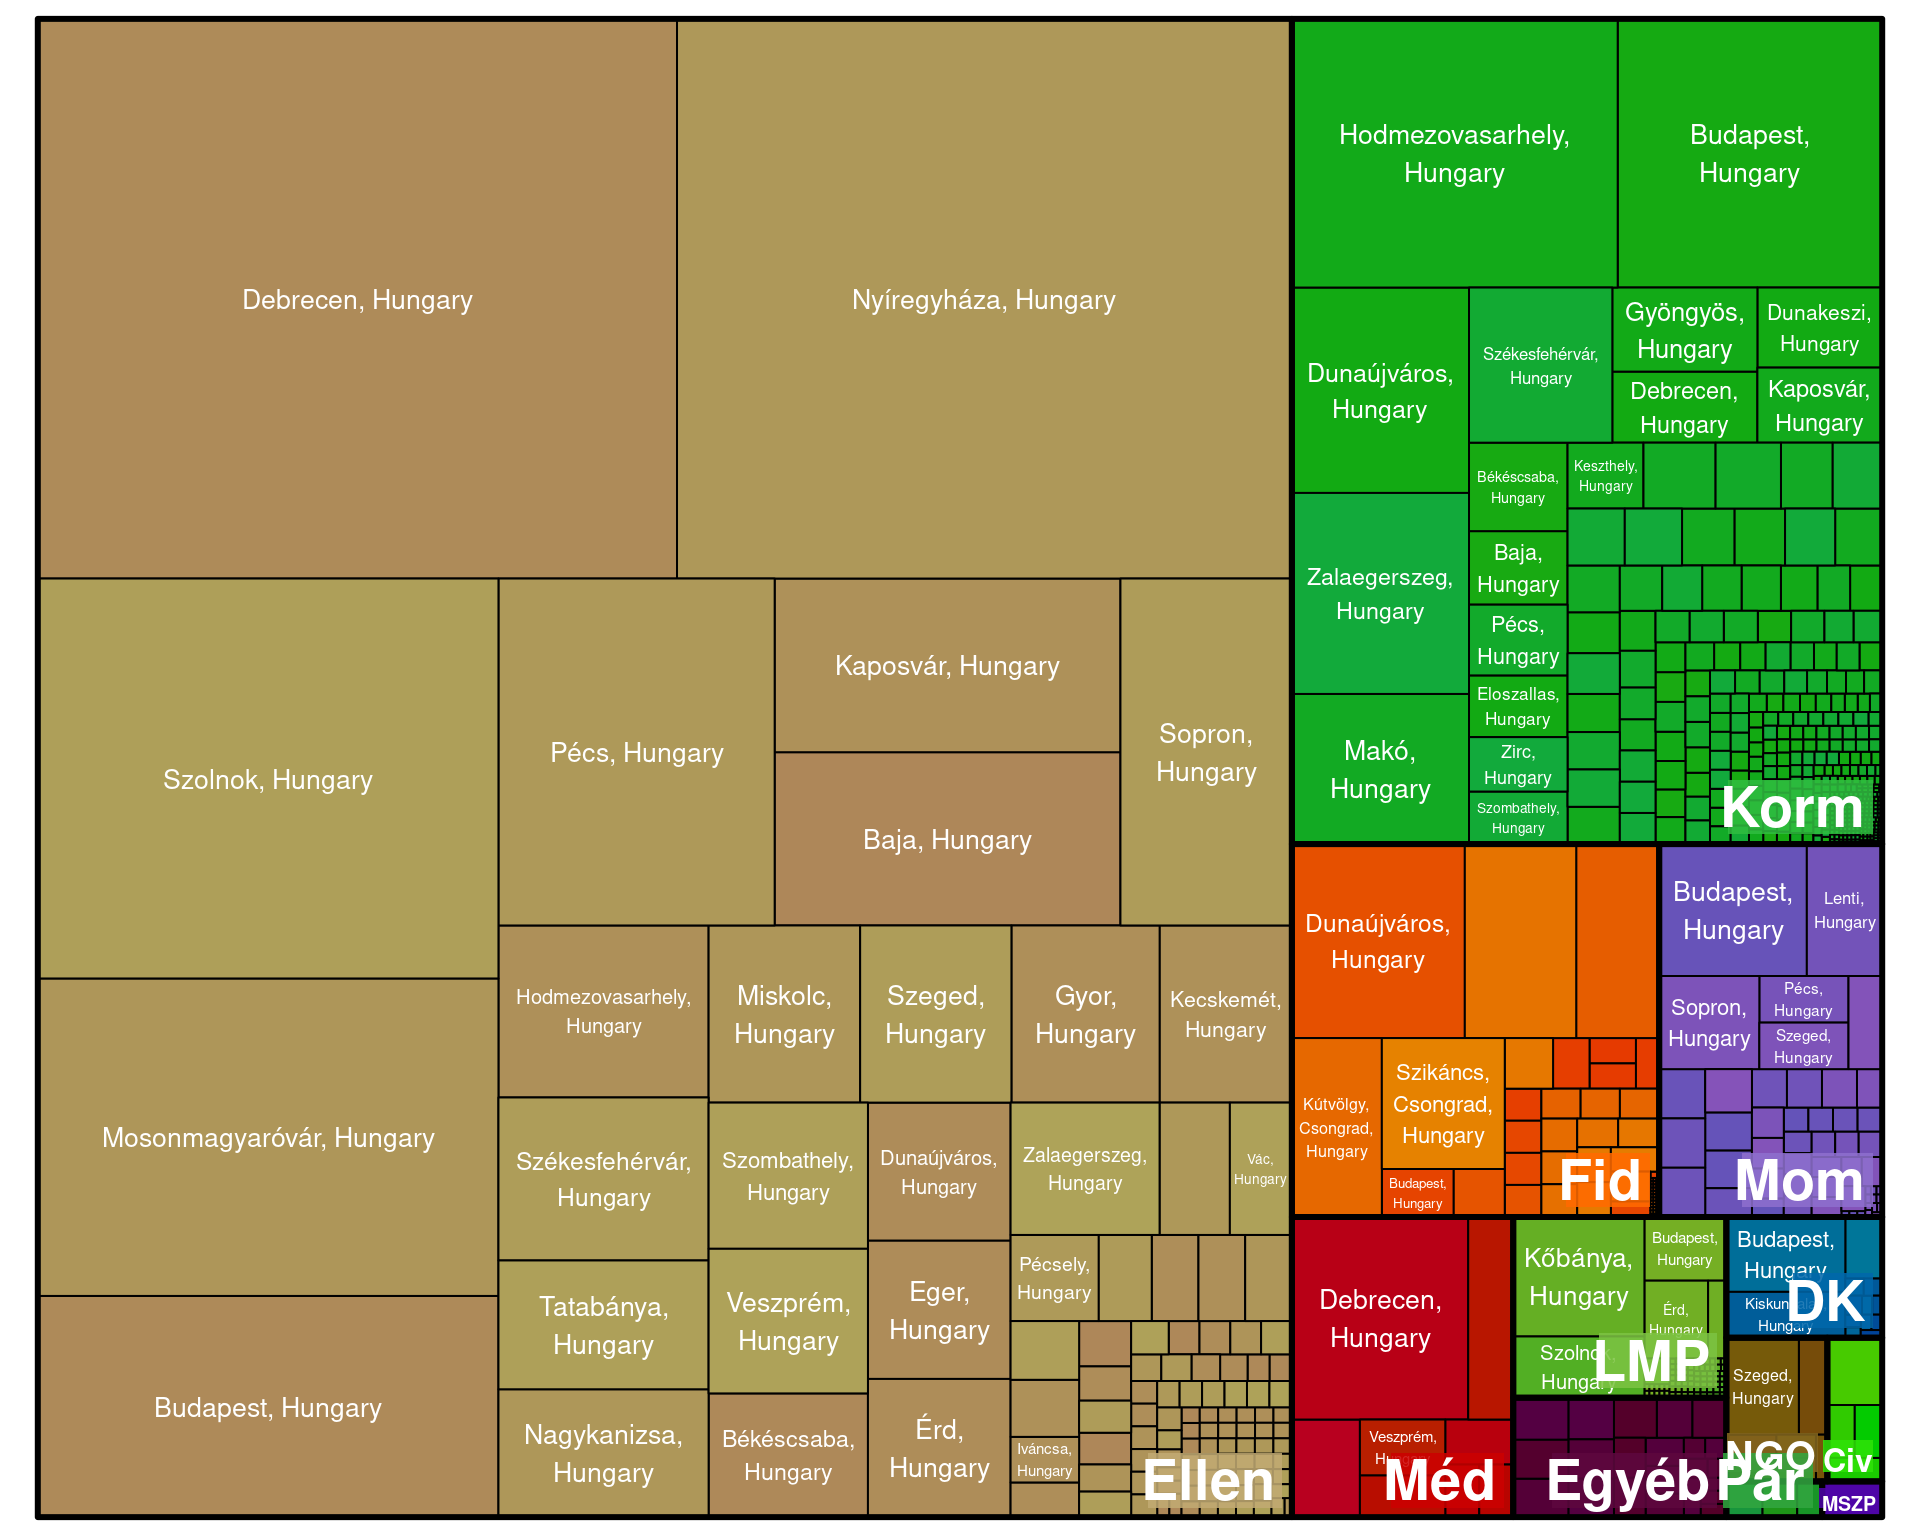 Debrecen, Hungary
Nyíregyháza, Hungary
Szolnok, Hungary
Mosonmagyaróvár, Hungary
Budapest, Hungary
Pécs, Hungary
Kaposvár, Hungary
Baja, Hungary
Sopron,
Hungary
Hodmezovasarhely,
Hungary
Miskolc,
Hungary
Szeged,
Hungary
Gyor,
Hungary
Kecskemét,
Hungary
Székesfehérvár,
Hungary
Tatabánya,
Hungary
Nagykanizsa,
Hungary
Szombathely,
Hungary
Veszprém,
Hungary
Békéscsaba,
Hungary
Dunaújváros,
Hungary
Eger,
Hungary
Érd,
Hungary
Zalaegerszeg,
Hungary
Vác,
Hungary
Pécsely,
Hungary
Iváncsa,
Hungary
Ellen
Hodmezovasarhely,
Hungary
Budapest,
Hungary
Dunaújváros,
Hungary
Zalaegerszeg,
Hungary
Makó,
Hungary
Székesfehérvár,
Hungary
Gyöngyös,
Hungary
Debrecen,
Hungary
Dunakeszi,
Hungary
Kaposvár,
Hungary
Békéscsaba,
Hungary
Keszthely,
Hungary
Baja,
Hungary
Pécs,
Hungary
Eloszallas,
Hungary
Zirc,
Hungary
Szombathely,
Hungary
Korm
Dunaújváros,
Hungary
Kútvölgy,
Csongrad,
Hungary
Szikáncs,
Csongrad,
Hungary
Budapest,
Hungary
Fid
Budapest,
Hungary
Lenti,
Hungary
Sopron,
Hungary
Pécs,
Hungary
Szeged,
Hungary
Mom
Debrecen,
Hungary
Veszprém,
Méd
Kőbánya,
Hungary
Budapest,
Hungary
Érd,
Hungary
Szolnok,
Hungary
LMP
Budapest,
Hungary
Hungary
DK
Szeged,
Hungary
NGO
Civ
Egyéb
Pár
MSZP